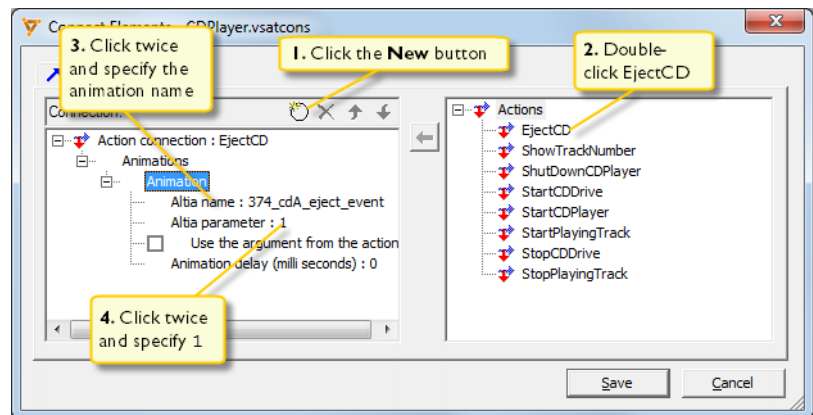 Connect Elements - CDPlayer.vsatcons
3. Click twice
and specify the
animation name
1. Click the New button
2. Double-
click EjectCD
Connection:
Action connection : EjectCD
Animations
Animation
Altia name : 374_cdA_eject_event
Altia parameter : 1
Use the argument from the action
Animation delay (milli seconds) : 0
4. Click twice
and specify 1
Actions
EjectCD
ShowTrackNumber
ShutDownCDPlayer
StartCDDrive
StartCDPlayer
StartPlayingTrack
StopCDDrive
StopPlayingTrack
Save
Cancel